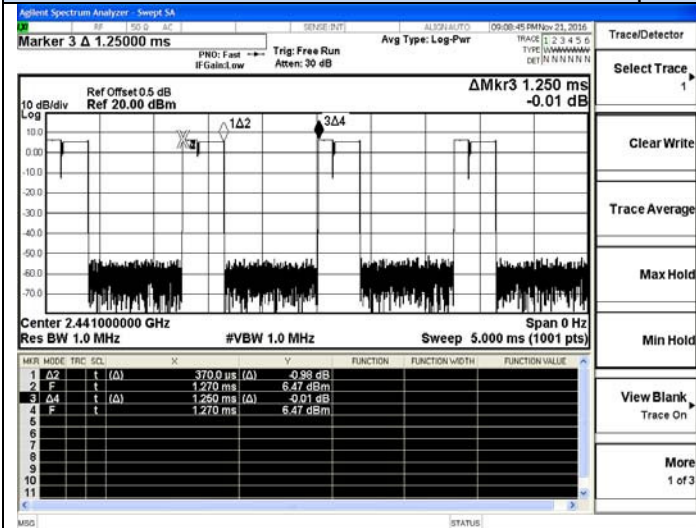 Agilent Spectrum Analyzer - Swept SA
RF 50 Ω AC SENSE:INT ALIGN AUTO 09:08:45 PM Nov 21, 2016
Marker 3 Δ 1.25000 ms
PNO: Fast
IFGain:Low
Trig: Free Run
Atten: 30 dB
Avg Type: Log-Pwr
TRACE 1 2 3 4 5 6
TYPE WWWWWW
DET N N N N N N
Ref Offset 0.5 dB
Ref 20.00 dBm
10 dB/div
Log
ΔMkr3 1.250 ms
-0.01 dB
1Δ2
3Δ4
10.0
0.00
-10.0
-20.0
-30.0
-40.0
-50.0
-60.0
-70.0
Center 2.441000000 GHz
Span 0 Hz
Res BW 1.0 MHz
#VBW 1.0 MHz
Sweep 5.000 ms (1001 pts)
MKR MODE TRC SCL X Y FUNCTION FUNCTION WIDTH FUNCTION VALUE
1 Δ2 t (Δ) 370.0 µs (Δ) -0.98 dB
2 F t 1.270 ms 6.47 dBm
3 Δ4 t (Δ) 1.250 ms (Δ) -0.01 dB
4 F t 1.270 ms 6.47 dBm
5
6
7
8
9
10
11
MSG
STATUS
Trace/Detector
Select Trace
1
Clear Write
Trace Average
Max Hold
Min Hold
View Blank
Trace On
More
1 of 3